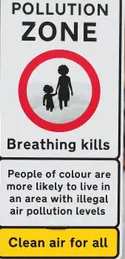 POLLUTION
ZONE
Breathing kills
People of colour are
more likely to live in
an area with illegal
air pollution levels
Clean air for all